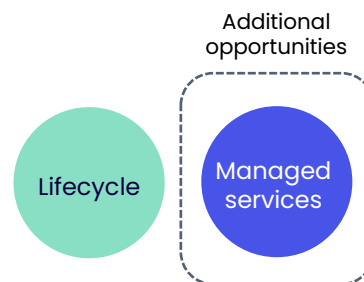 Additional
opportunities
Lifecycle
Managed
services